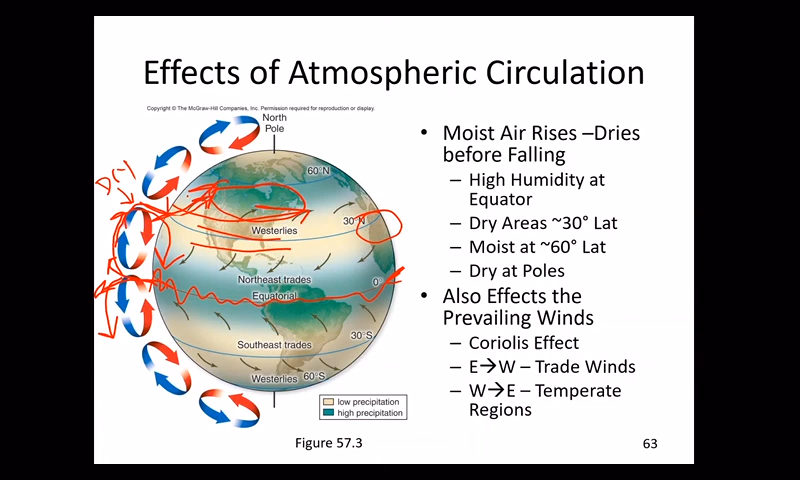 Effects of Atmospheric Circulation
Copyright © The McGraw-Hill Companies, Inc. Permission required for reproduction or display.
North
Pole
60°N
DRY
30°N
Westerlies
0°
Northeast trades
Equatorial
30°S
Southeast trades
Westerlies
60°S
low precipitation
high precipitation
Figure 57.3
• Moist Air Rises –Dries
before Falling
– High Humidity at
Equator
– Dry Areas ~30° Lat
– Moist at ~60° Lat
– Dry at Poles
• Also Effects the
Prevailing Winds
– Coriolis Effect
– E→W – Trade Winds
– W→E – Temperate
Regions
63